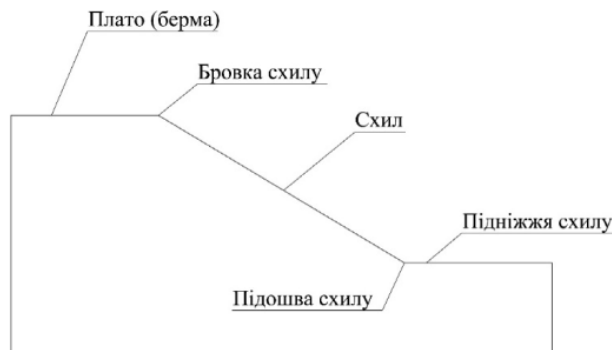 Плато (берма)
Бровка схилу
Схил
Підніжжя схилу
Підошва схилу